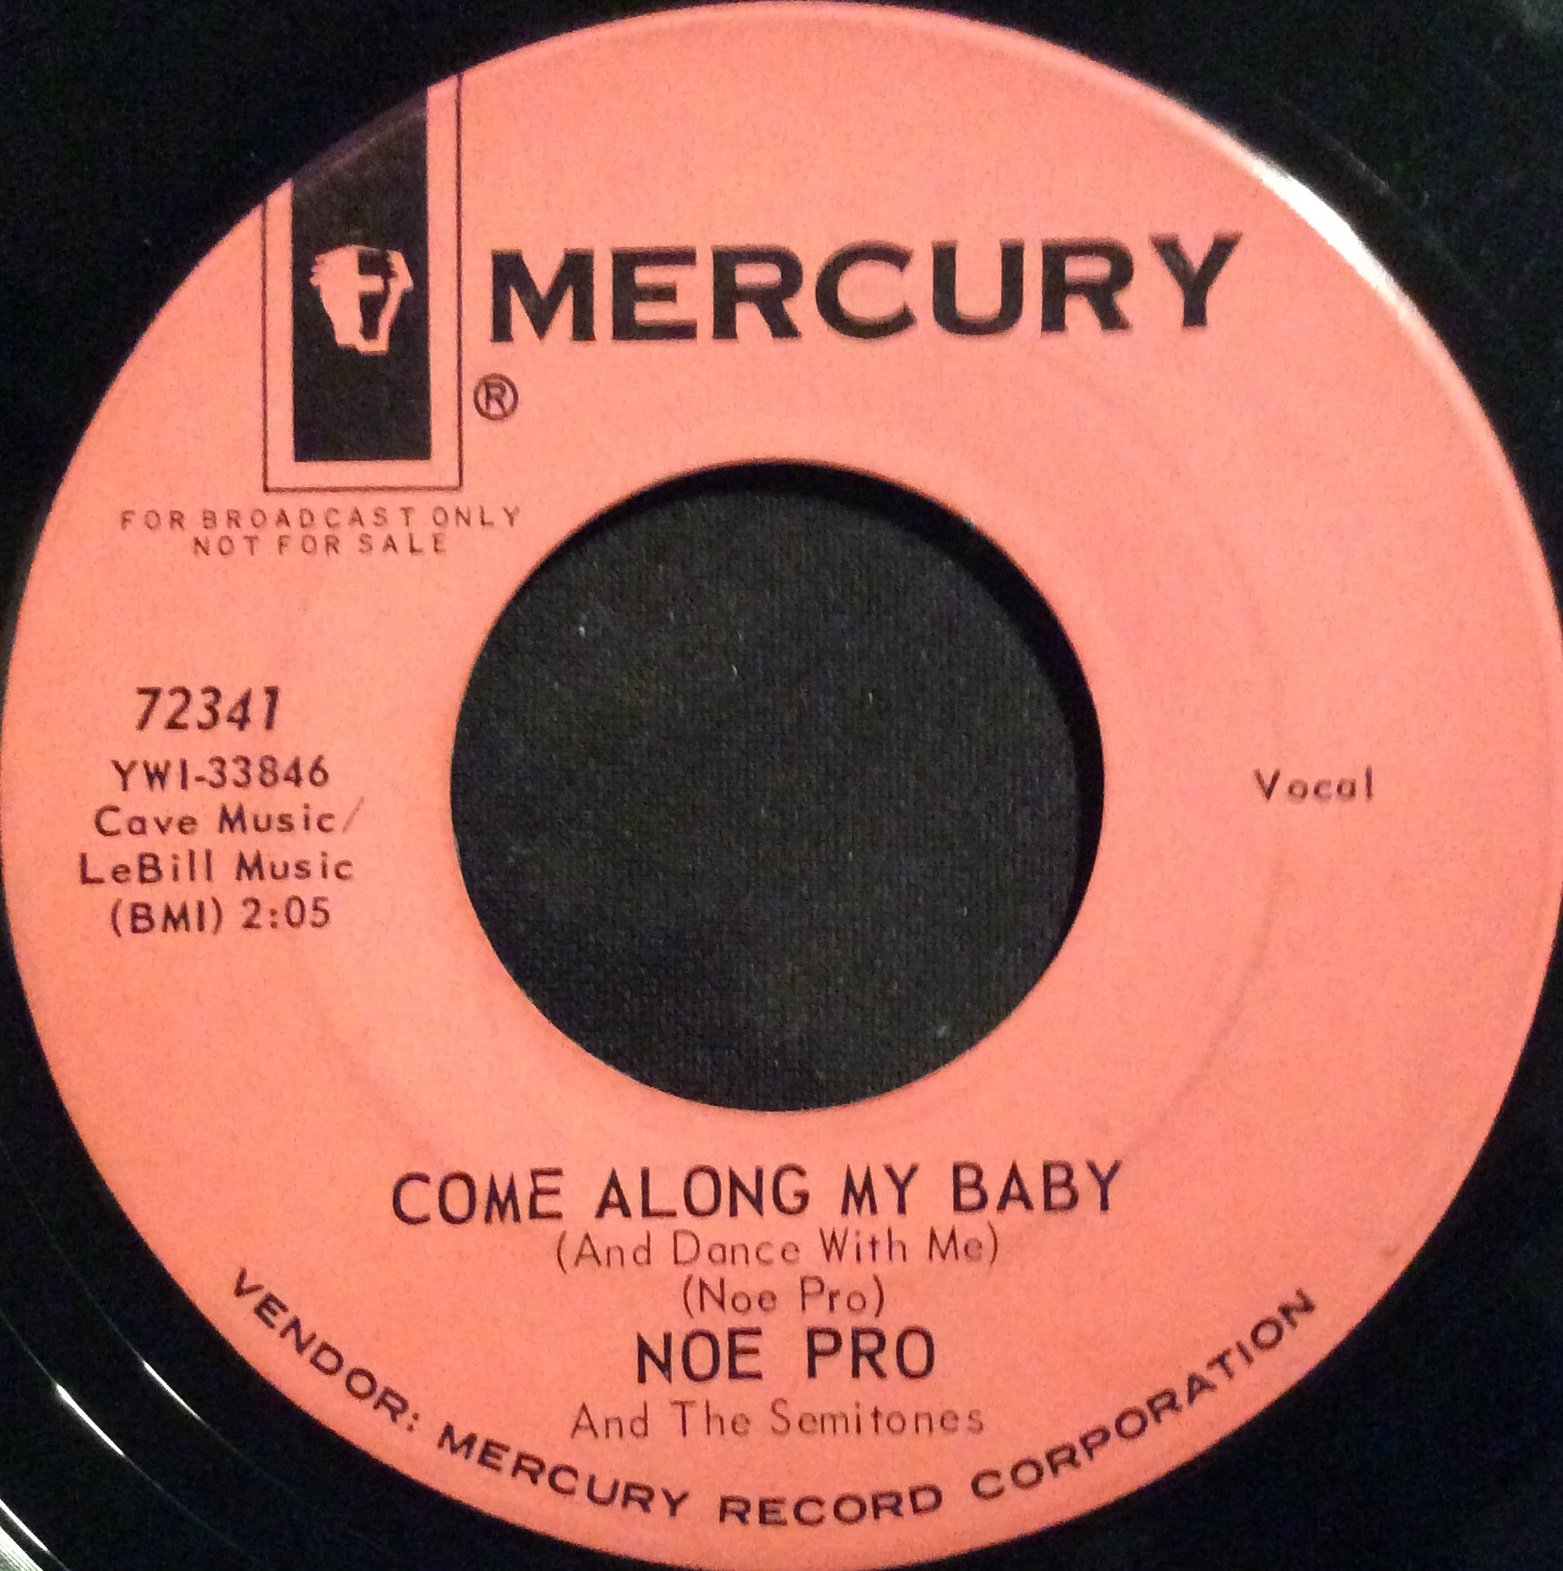 MERCURY
®
FOR BROADCAST ONLY
NOT FOR SALE
72341
YW1-33846
Cave Music/
LeBill Music
(BMI) 2:05
Vocal
COME ALONG MY BABY
(And Dance With Me)
(Noe Pro)
NOE PRO
And The Semitones
VENDOR: MERCURY RECORD CORPORATION